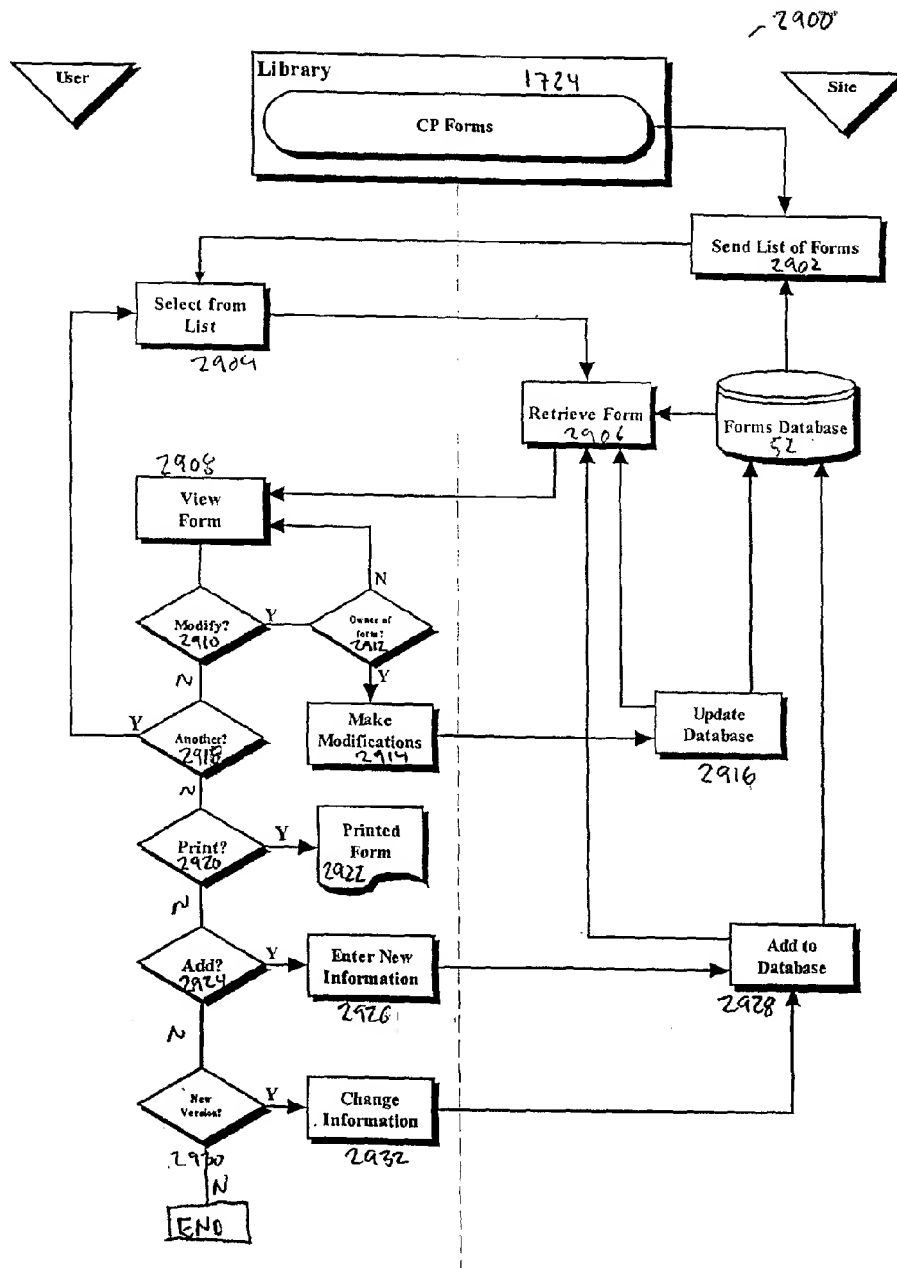 2900
User
Library
1724
CP Forms
Site
Send List of Forms
2902
Select from
List
2904
Retrieve Form
2906
Forms Database
52
2908
View
Form
N
Modify?
2910
Y
Owner of
form?
2912
N
Y
Y
Another?
2918
Make
Modifications
2914
Update
Database
2916
N
Print?
2920
Y
Printed
Form
2922
N
Add?
2924
Y
Enter New
Information
2926
Add to
Database
2928
N
New
Version?
2930
Y
Change
Information
2932
N
END